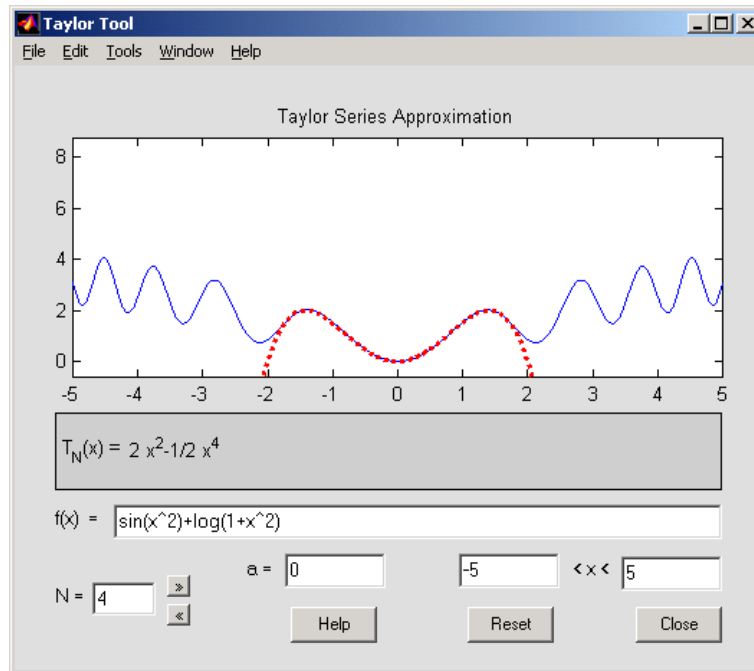 Taylor Tool
File Edit Tools Window Help
Taylor Series Approximation
8
6
4
2
0
-5 -4 -3 -2 -1 0 1 2 3 4 5
T_N(x) = 2 x^2-1/2 x^4
f(x) = sin(x^2)+log(1+x^2)
N = 4 » « a = 0 -5 < x < 5
Help Reset Close